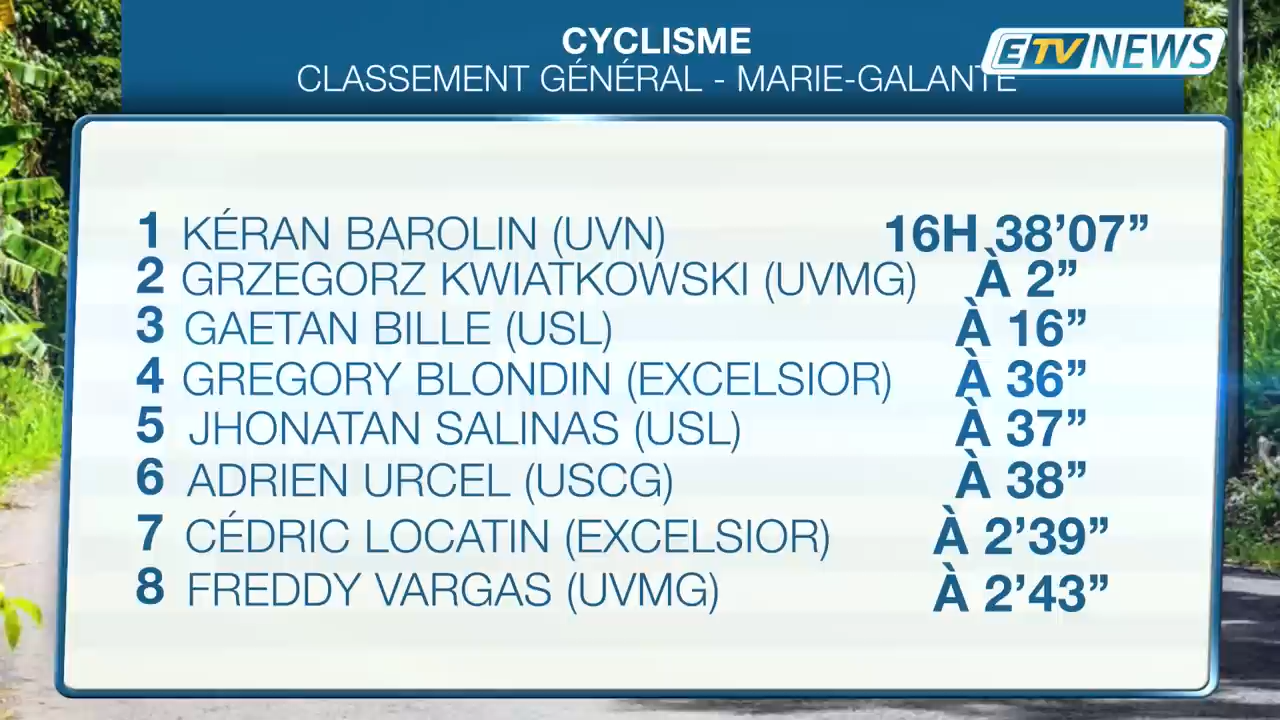 CYCLISME
CLASSEMENT GÉNÉRAL - MARIE-GALANTE
ETV NEWS
1 KÉRAN BAROLIN (UVN) 16H 38’07”
2 GRZEGORZ KWIATKOWSKI (UVMG) À 2”
3 GAETAN BILLE (USL) À 16”
4 GREGORY BLONDIN (EXCELSIOR) À 36”
5 JHONATAN SALINAS (USL) À 37”
6 ADRIEN URCEL (USCG) À 38”
7 CÉDRIC LOCATIN (EXCELSIOR) À 2’39”
8 FREDDY VARGAS (UVMG) À 2’43”